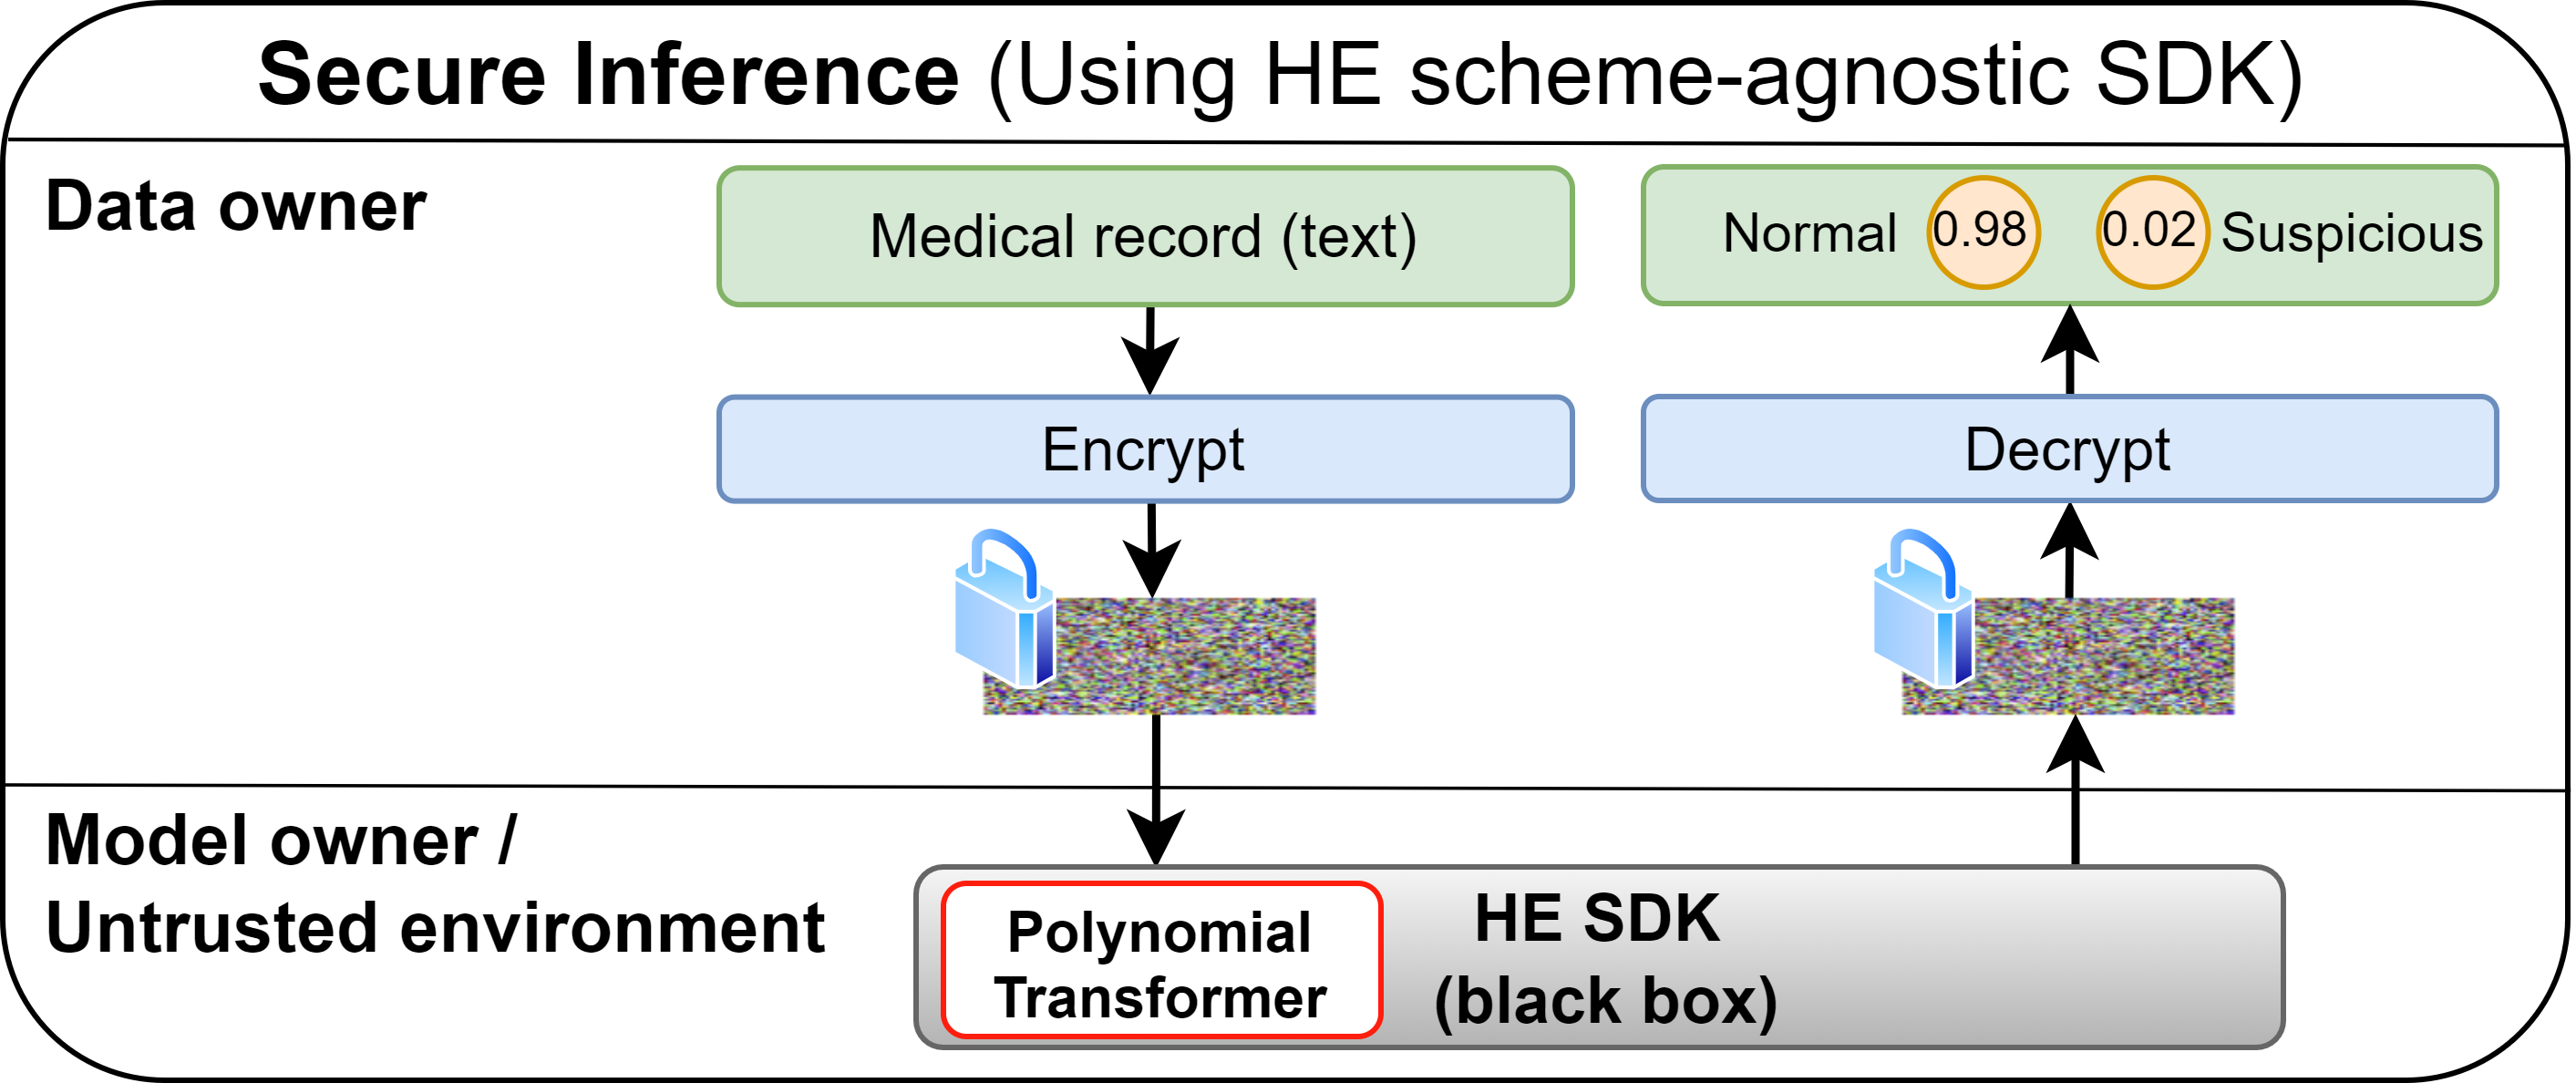 Secure Inference (Using HE scheme-agnostic SDK)
Data owner
Medical record (text)
Normal 0.98 0.02 Suspicious
Encrypt
Decrypt
Model owner /
Untrusted environment
Polynomial
Transformer
HE SDK
(black box)